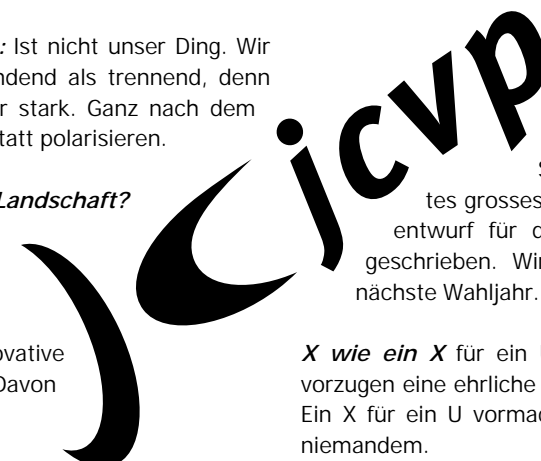 : Ist nicht unser Ding. Wir
ndend als trennend, denn
r stark. Ganz nach dem
tatt polarisieren.
Landschaft?
ovative
Davon
jcvp
tes grosses
entwurf für d
geschrieben. Wir
nächste Wahljahr.
X wie ein X für ein U
vorzugen eine ehrliche
Ein X für ein U vormac
niemandem.